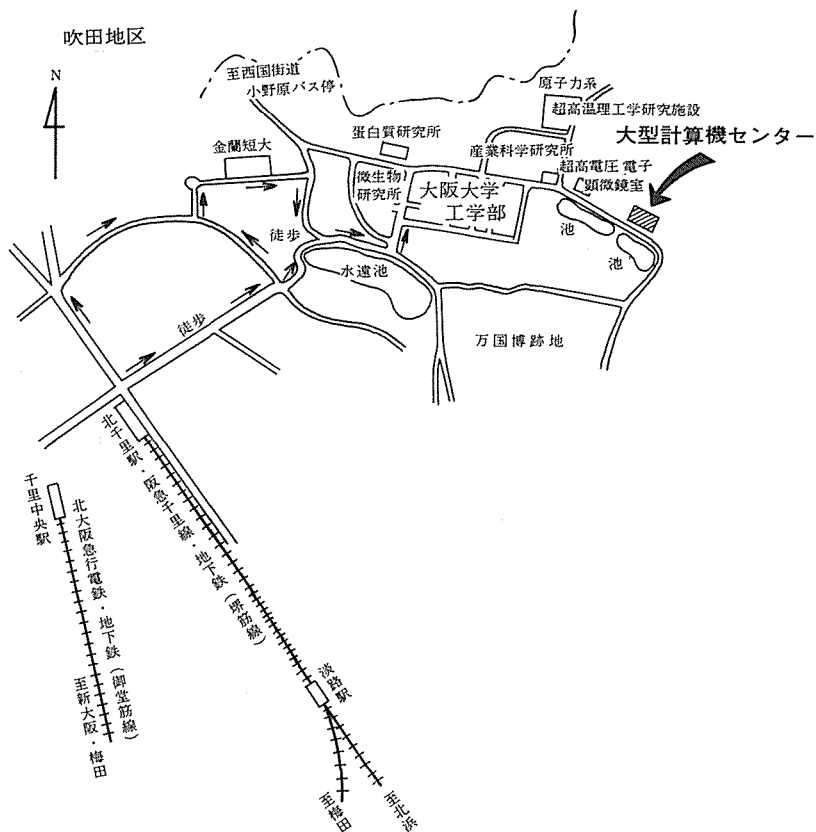 吹田地区
N
至西国街道
小野原バス停
原子力系
超高温理工学研究施設
大型計算機センター
蛋白質研究所
金蘭短大
産業科学研究所
超高電圧電子
顕微鏡室
微生物
研究所
大阪大学
工学部
池
池
徒歩
水遠池
徒歩
万国博跡地
北千里駅・阪急千里線・地下鉄(堺筋線)
千里中央駅
北大阪急行電鉄・地下鉄(御堂筋線)
至新大阪・梅田
淡路駅
至梅田
至北浜